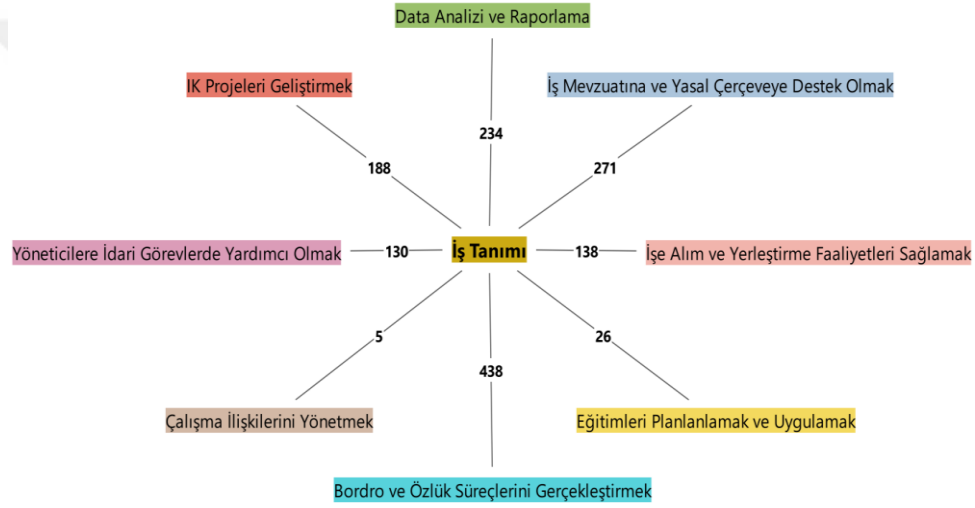 Data Analizi ve Raporlama
IK Projeleri Geliştirmek
İş Mevzuatına ve Yasal Çerçeveye Destek Olmak
234
188
271
Yöneticilere İdari Görevlerde Yardımcı Olmak
130
İş Tanımı
138
İşe Alım ve Yerleştirme Faaliyetleri Sağlamak
5
26
438
Çalışma İlişkilerini Yönetmek
Eğitimleri Planlanlamak ve Uygulamak
Bordro ve Özlük Süreçlerini Gerçekleştirmek